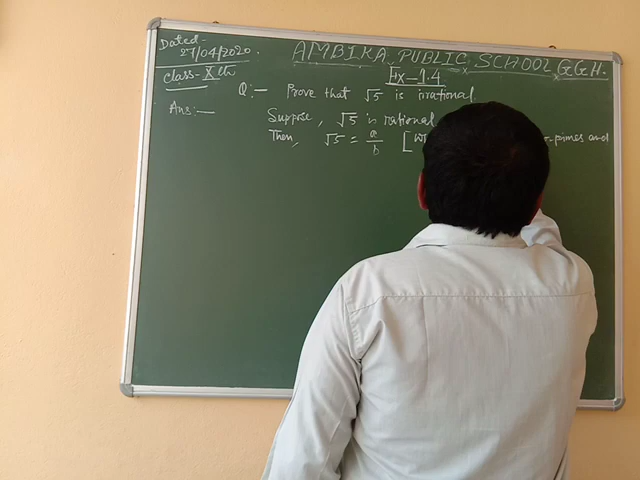 Dated-
27/04/2020.
AMBIKA PUBLIC SCHOOL, G.G.H.
Class-Xth
Ex-1.4
Q:- Prove that √5 is irrational
Ans:- Suppose, √5 is rational
Then, √5 = a/b [ primes and